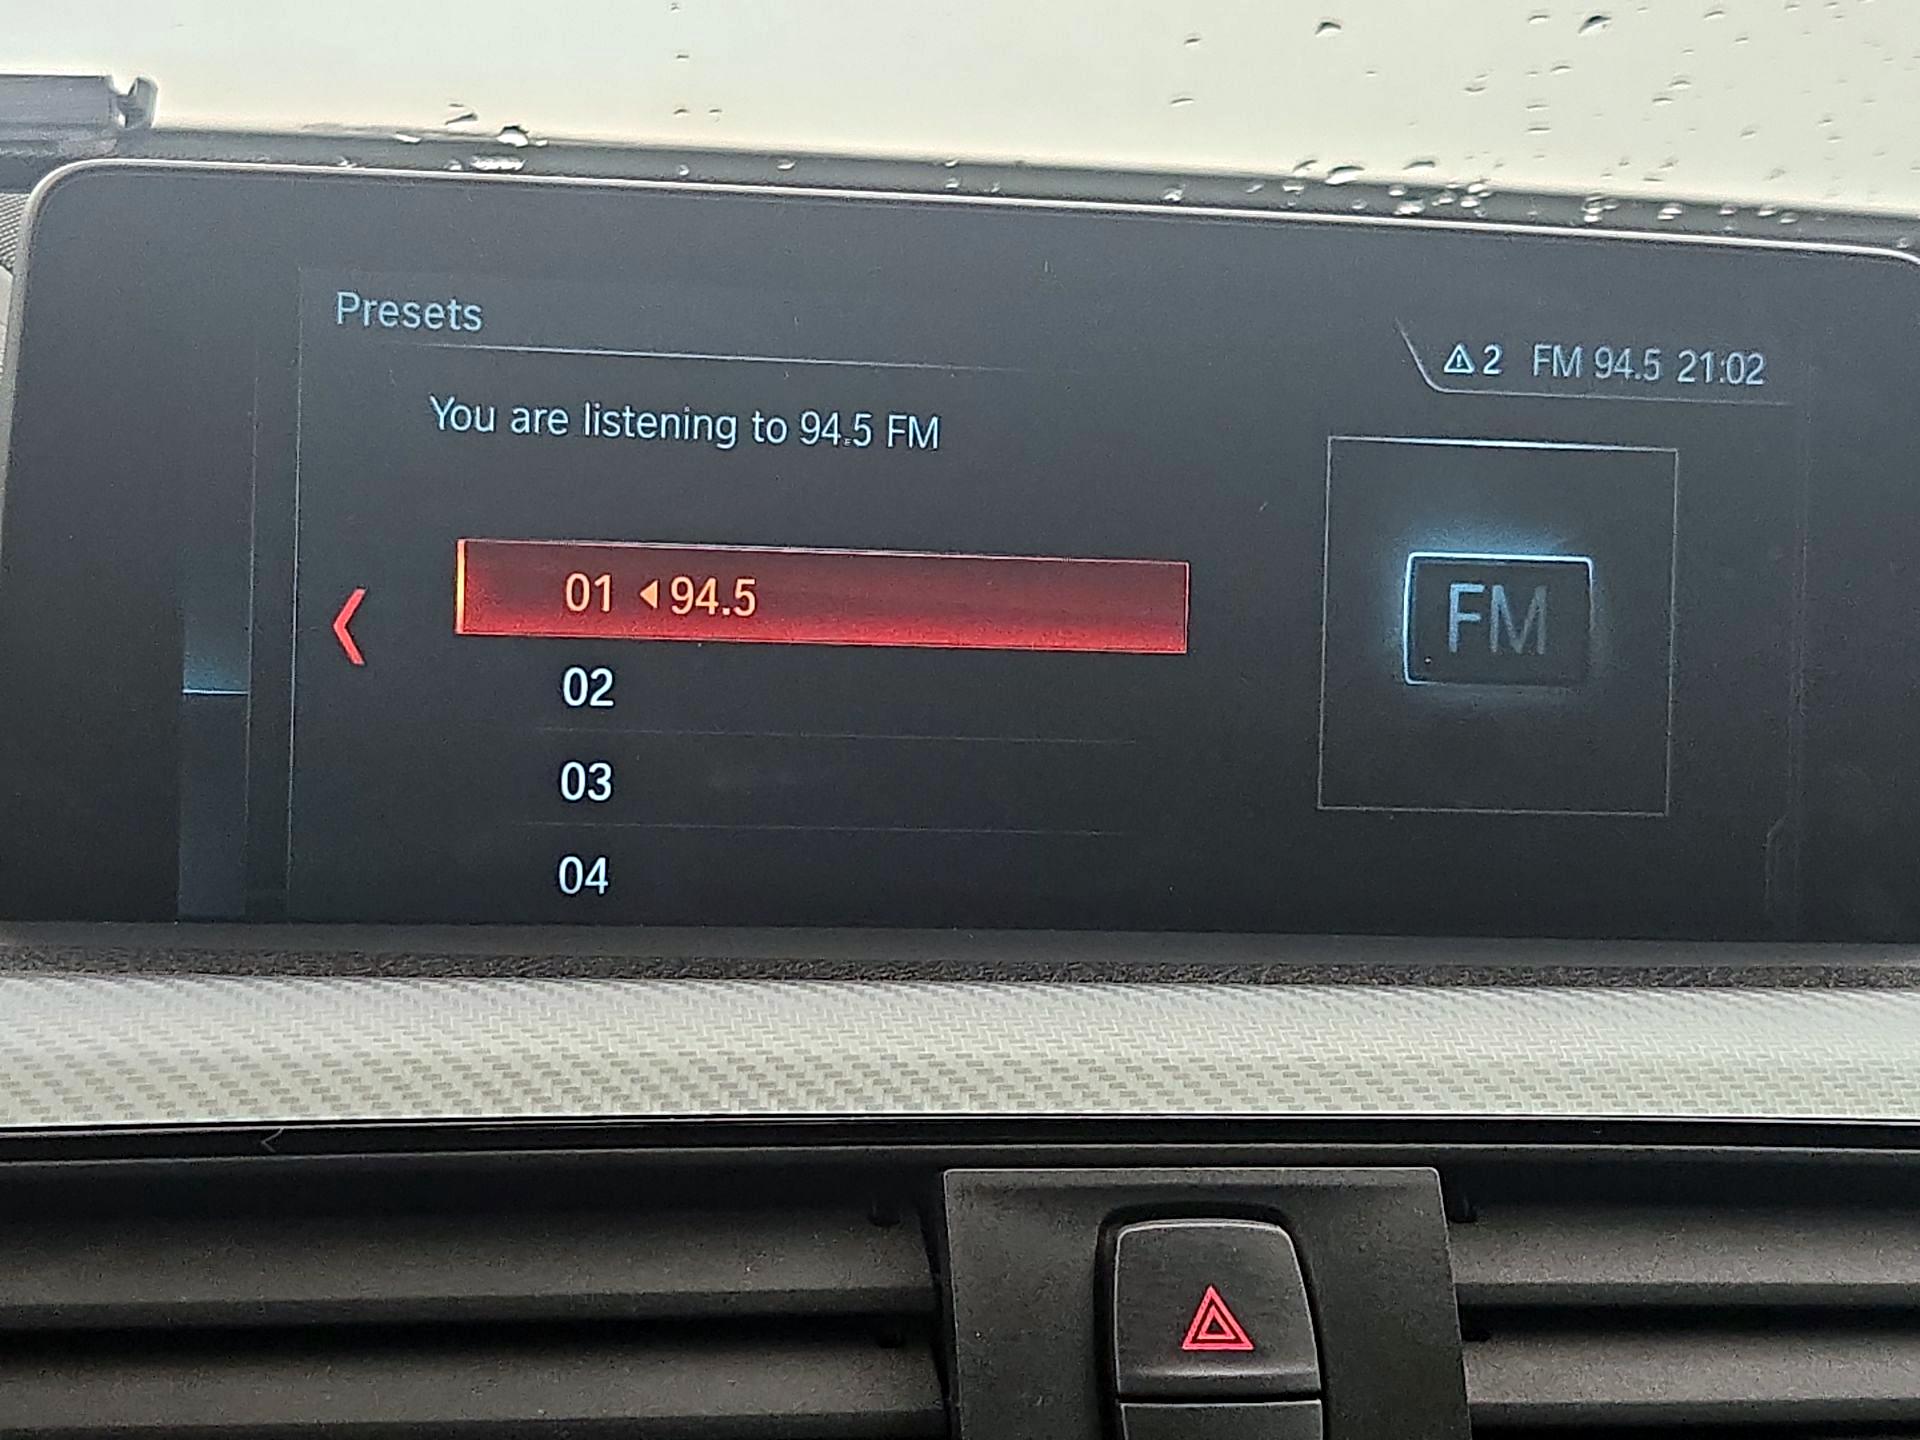 Presets
2 FM 94.5 21:02
You are listening to 94.5 FM
01 94.5
FM
02
03
04